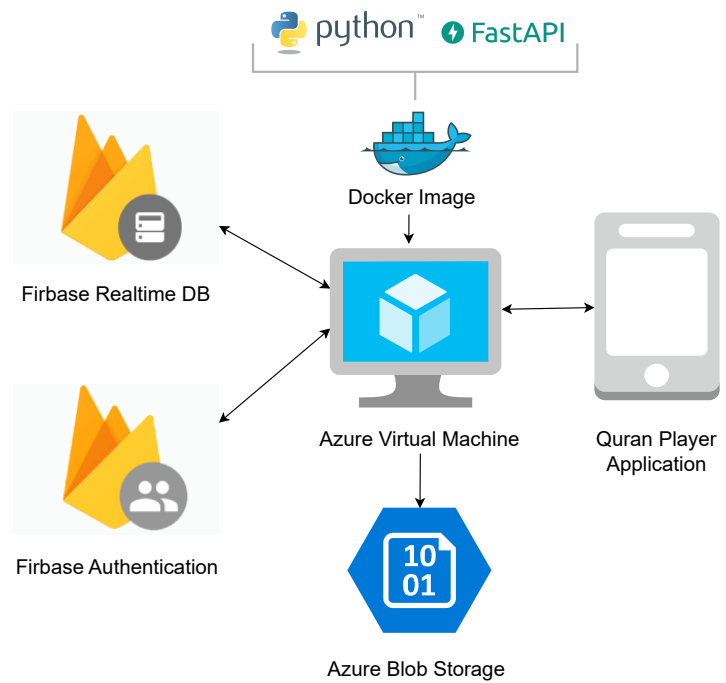 python™
FastAPI
Docker Image
Firbase Realtime DB
Azure Virtual Machine
Quran Player
Application
Firbase Authentication
10
01
Azure Blob Storage